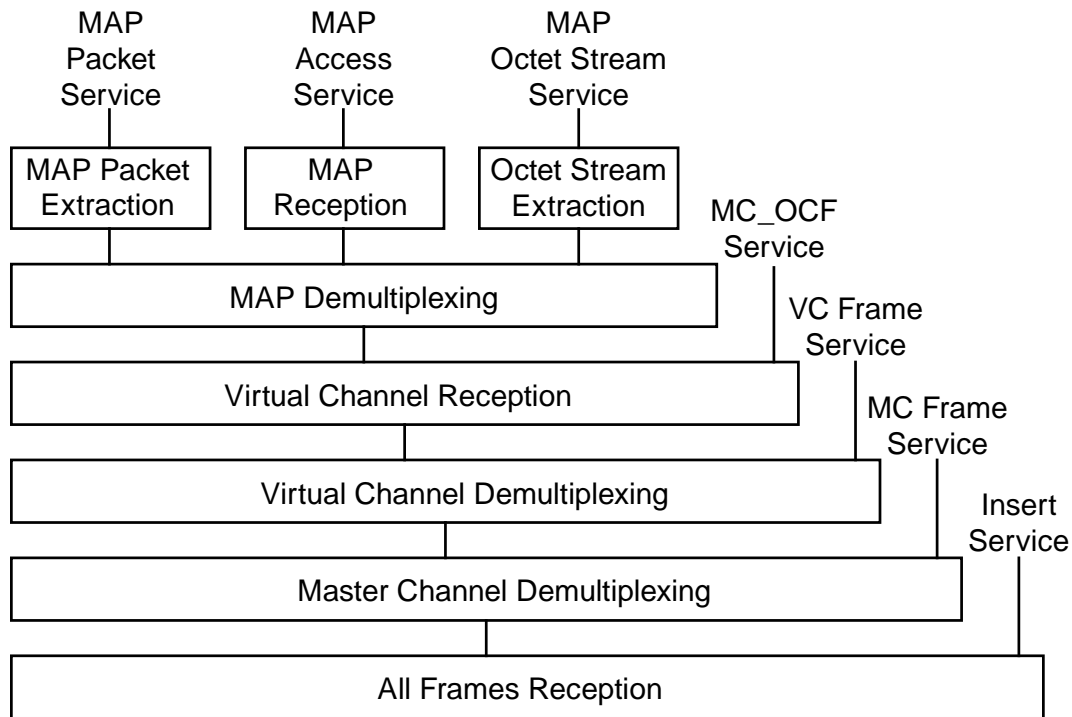 MAP
Packet
Service
MAP
Access
Service
MAP
Octet Stream
Service
MAP Packet
Extraction
MAP
Reception
Octet Stream
Extraction
MC_OCF
Service
MAP Demultiplexing
VC Frame
Service
Virtual Channel Reception
MC Frame
Service
Virtual Channel Demultiplexing
Insert
Service
Master Channel Demultiplexing
All Frames Reception